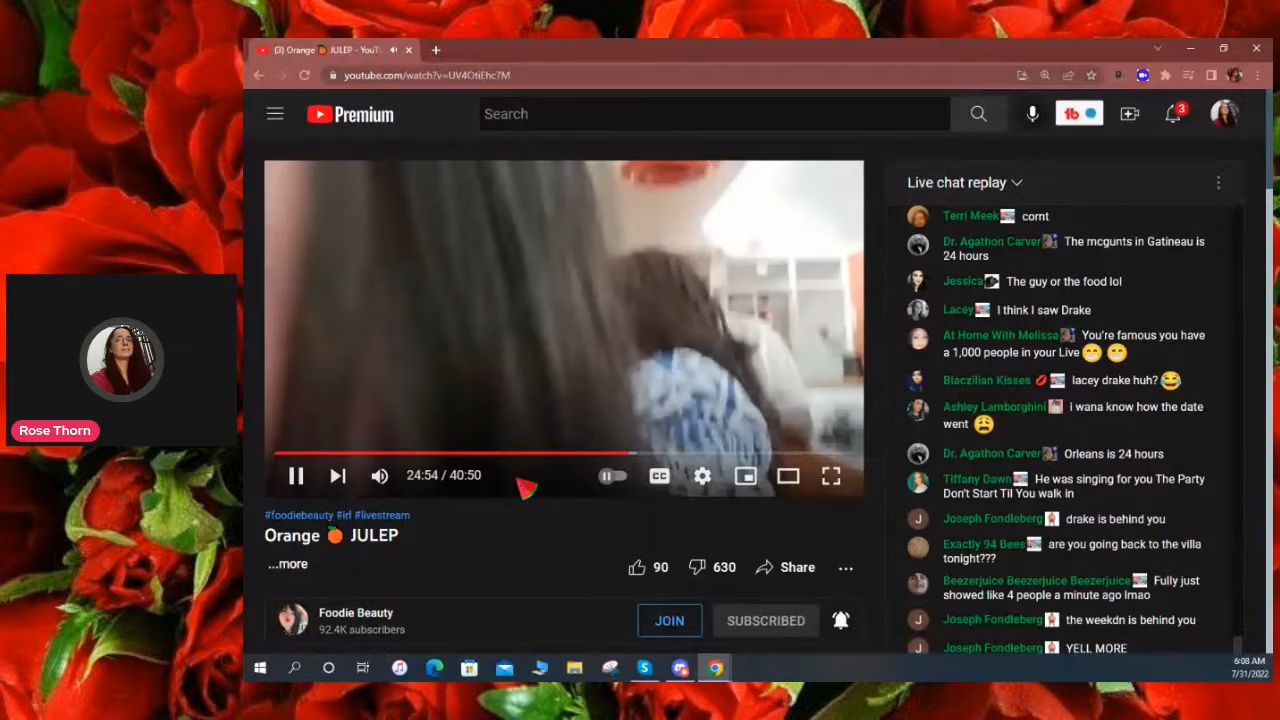 (3) Orange 🍊 JULEP - YouTu
youtube.com/watch?v=UV4OtiEhc7M
Premium
Search
3
Live chat replay
Terri Meek cornt
Dr. Agathon Carver The mcgunts in Gatineau is
24 hours
Jessica The guy or the food lol
Lacey I think I saw Drake
At Home With Melissa You're famous you have
a 1,000 people in your Live 😁 😁
Blaczilian Kisses 💋 lacey drake huh? 😂
Ashley Lamborghini i wana know how the date
went 😩
Dr. Agathon Carver Orleans is 24 hours
Tiffany Dawn He was singing for you The Party
Don't Start Til You walk in
J Joseph Fondleberg drake is behind you
Exactly 94 Bees are you going back to the villa
tonight???
Beezerjuice Beezerjuice Beezerjuice Fully just
showed like 4 people a minute ago lmao
J Joseph Fondleberg the weekdn is behind you
J Joseph Fondleberg YELL MORE
24:54 / 40:50
CC
#foodiebeauty #irl #livestream
Orange 🍊 JULEP
...more
90
630
Share
Foodie Beauty
92.4K subscribers
JOIN
SUBSCRIBED
Rose Thorn
6:08 AM
7/31/2022